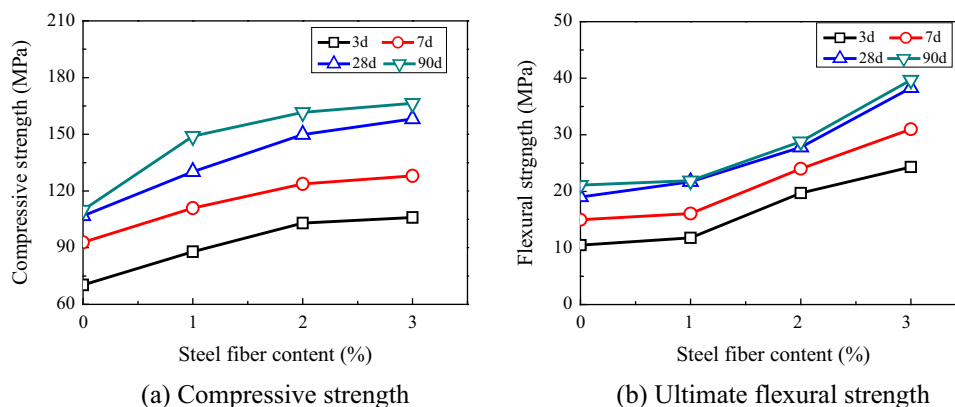 210
180
150
120
90
60
Compressive strength (MPa)
3d 7d
28d 90d
0 1 2 3
Steel fiber content (%)
(a) Compressive strength
50
40
30
20
10
0
Flexural strgngth (MPa)
3d 7d
28d 90d
0 1 2 3
Steel fiber content (%)
(b) Ultimate flexural strength